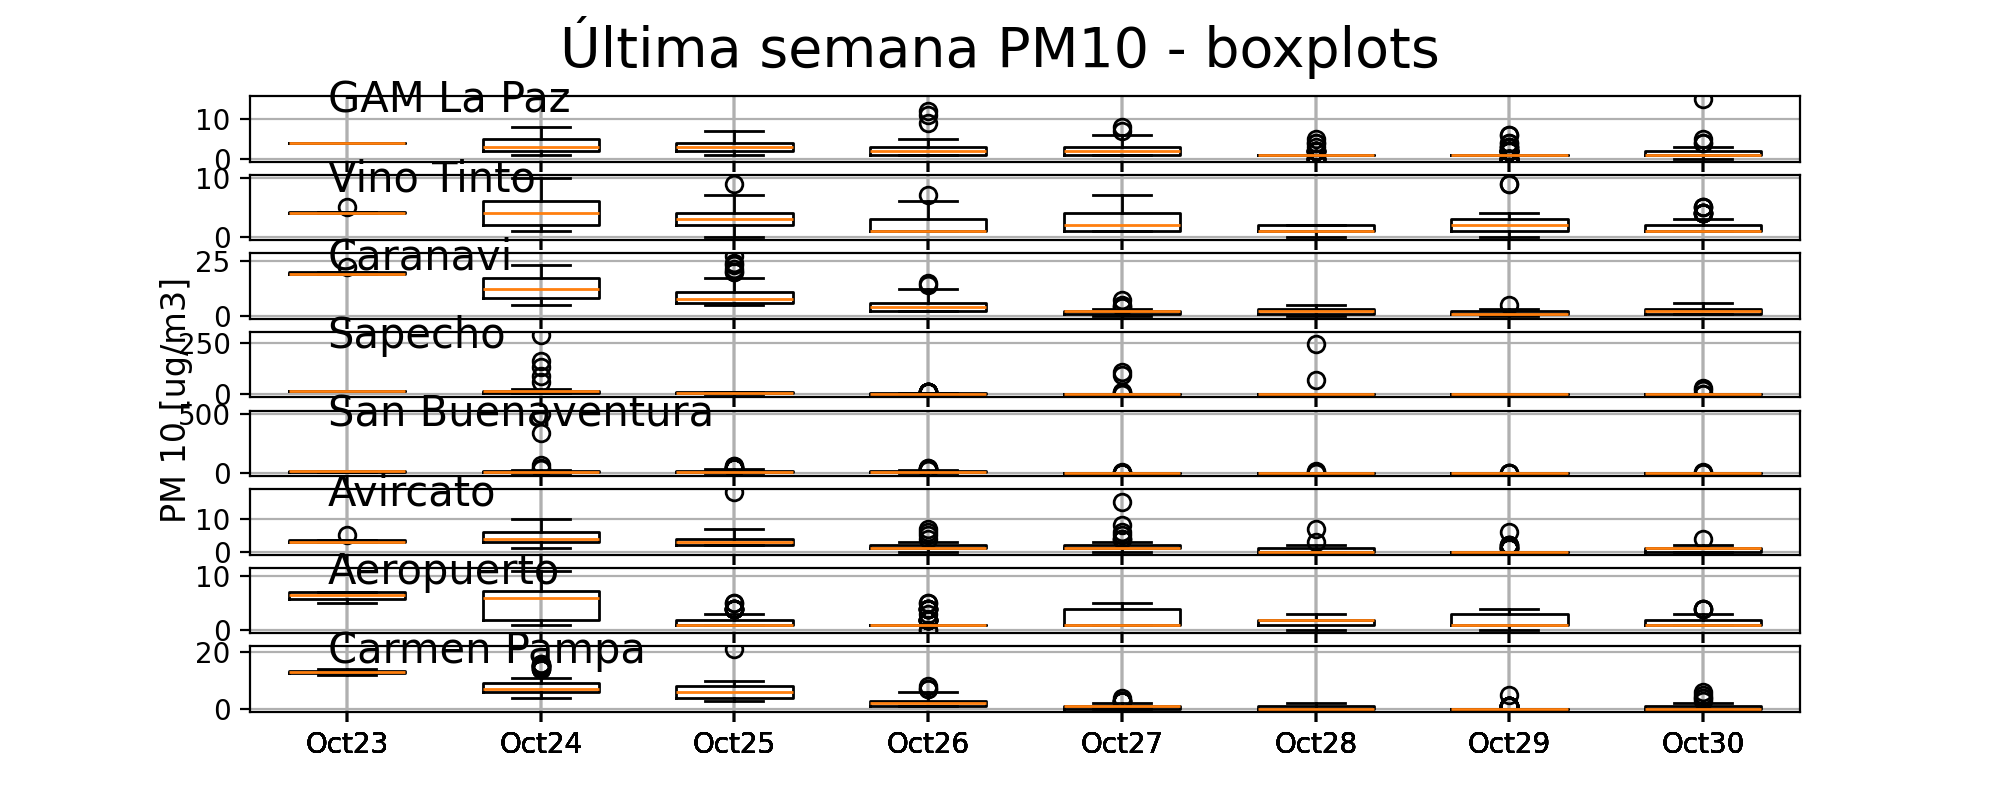 Última semana PM10 - boxplots
GAM La Paz
10
0
Vino Tinto
10
0
Caranavi
25
0
PM 10 [ug/m3]
Sapecho
250
0
San Buenaventura
500
0
Avircato
10
0
Aeropuerto
10
0
Carmen Pampa
20
0
Oct23 Oct24 Oct25 Oct26 Oct27 Oct28 Oct29 Oct30